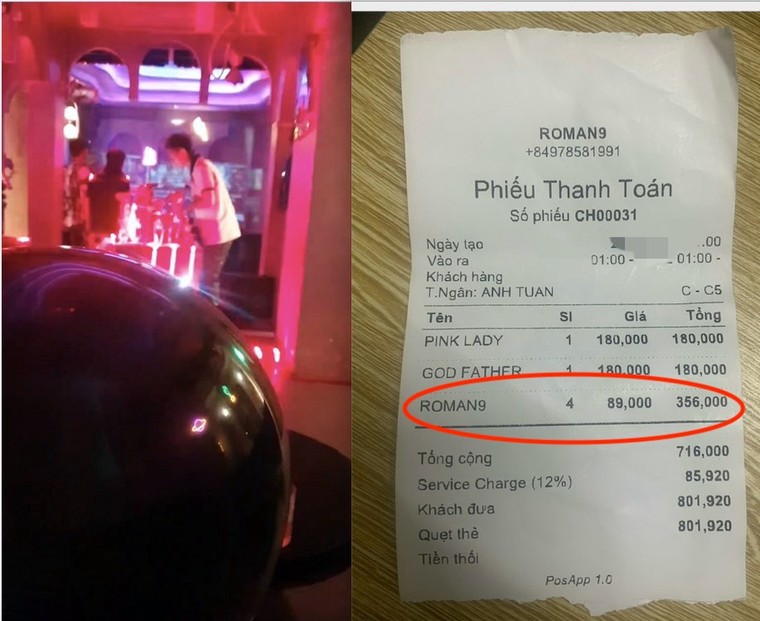 ROMAN9
+84978581991
Phiếu Thanh Toán
Số phiếu CH00031
Ngày tạo .00
Vào ra 01:00 - 01:00 -
Khách hàng
T.Ngân: ANH TUAN C - C5
Tên Sl Giá Tổng
PINK LADY 1 180,000 180,000
GOD FATHER 1 180,000 180,000
ROMAN9 4 89,000 356,000
Tổng cộng 716,000
Service Charge (12%) 85,920
Khách đưa 801,920
Quẹt thẻ 801,920
Tiền thối
PosApp 1.0